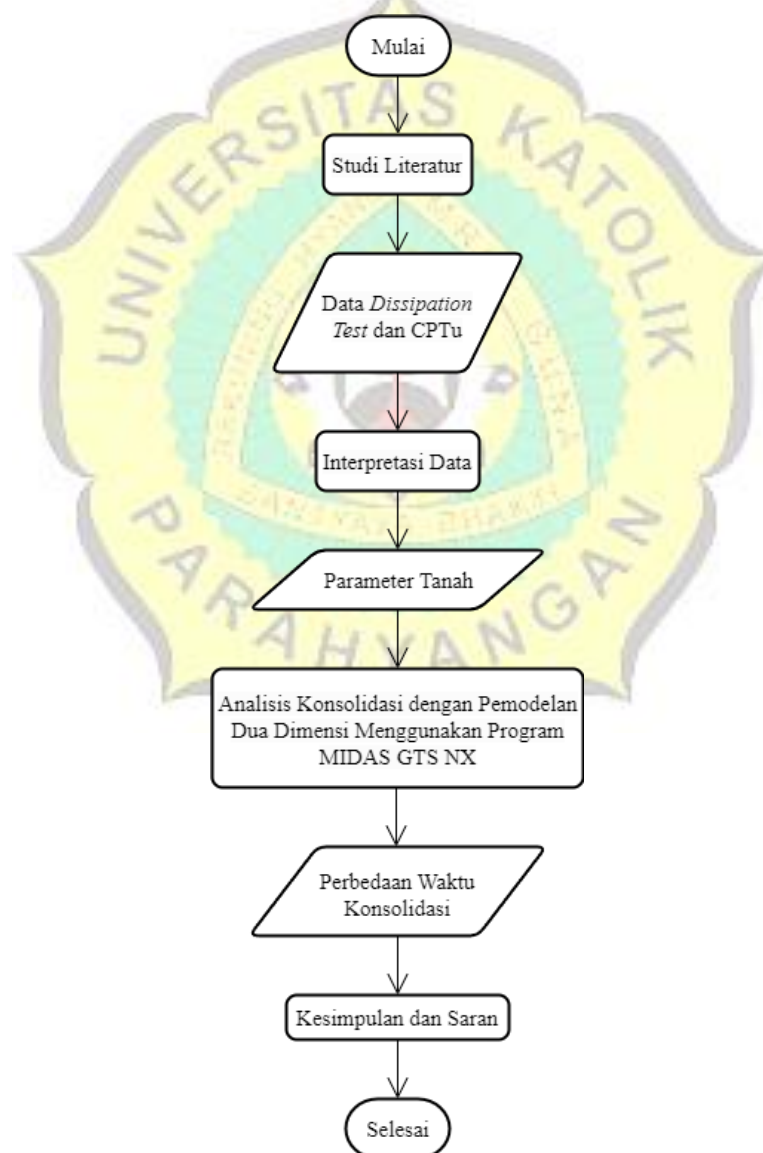 Mulai
UNIVERSITAS KATOLIK
Studi Literatur
Data Dissipation
Test dan CPTu
Interpretasi Data
PARAHYANGAN
Parameter Tanah
Analisis Konsolidasi dengan Pemodelan
Dua Dimensi Menggunakan Program
MIDAS GTS NX
Perbedaan Waktu
Konsolidasi
Kesimpulan dan Saran
Selesai